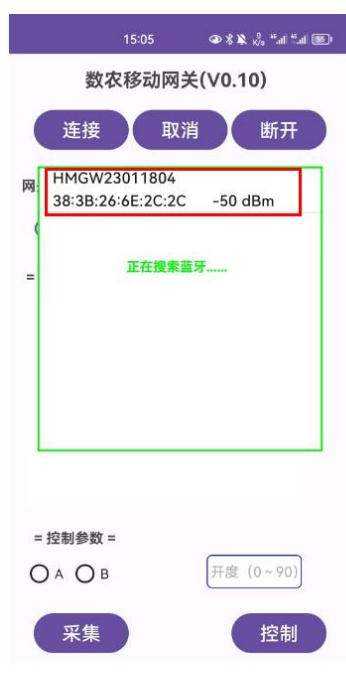 15:05
数农移动网关(V0.10)
连接 取消 断开
网
HMGW23011804
38:3B:26:6E:2C:2C -50 dBm
=
正在搜索蓝牙......
= 控制参数 =
A B 开度（0~90）
采集 控制